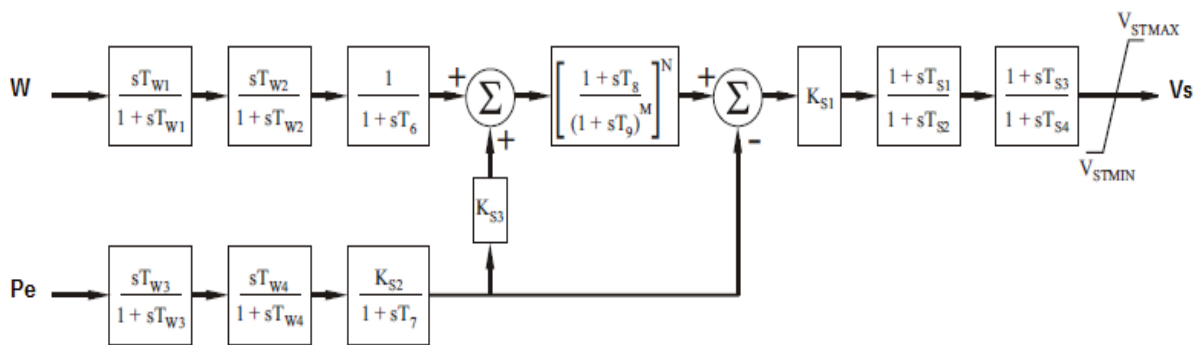 V_STMAX
W
sT_W1 / 1 + sT_W1
sT_W2 / 1 + sT_W2
1 / 1 + sT_6
+
Σ
+
[ 1 + sT_8 / (1 + sT_9)^M ]^N
+
Σ
-
K_S1
1 + sT_S1 / 1 + sT_S2
1 + sT_S3 / 1 + sT_S4
Vs
V_STMIN
K_S3
Pe
sT_W3 / 1 + sT_W3
sT_W4 / 1 + sT_W4
K_S2 / 1 + sT_7